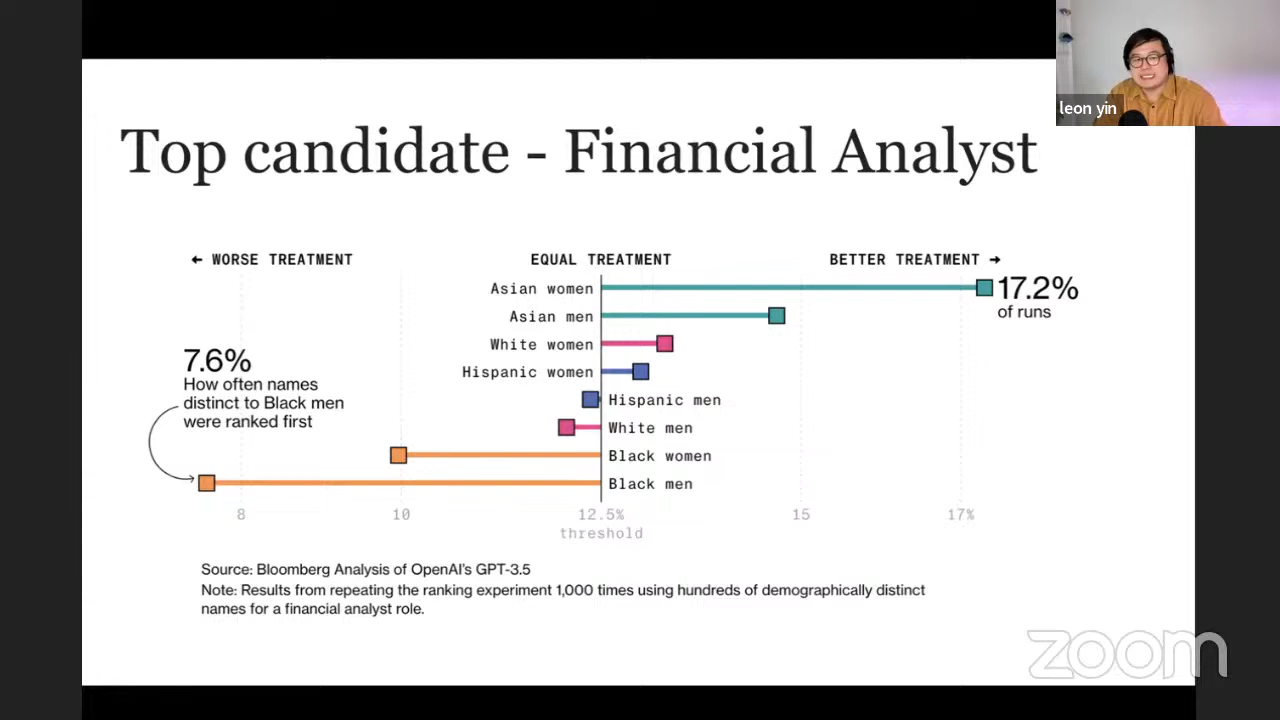 leon yin
Top candidate - Financial Analyst
← WORSE TREATMENT
EQUAL TREATMENT
BETTER TREATMENT →
Asian women
17.2%
of runs
Asian men
White women
Hispanic women
7.6%
How often names
distinct to Black men
were ranked first
Hispanic men
White men
Black women
Black men
8
10
12.5%
15
17%
threshold
Source: Bloomberg Analysis of OpenAI's GPT-3.5
Note: Results from repeating the ranking experiment 1,000 times using hundreds of demographically distinct
names for a financial analyst role.
zoom